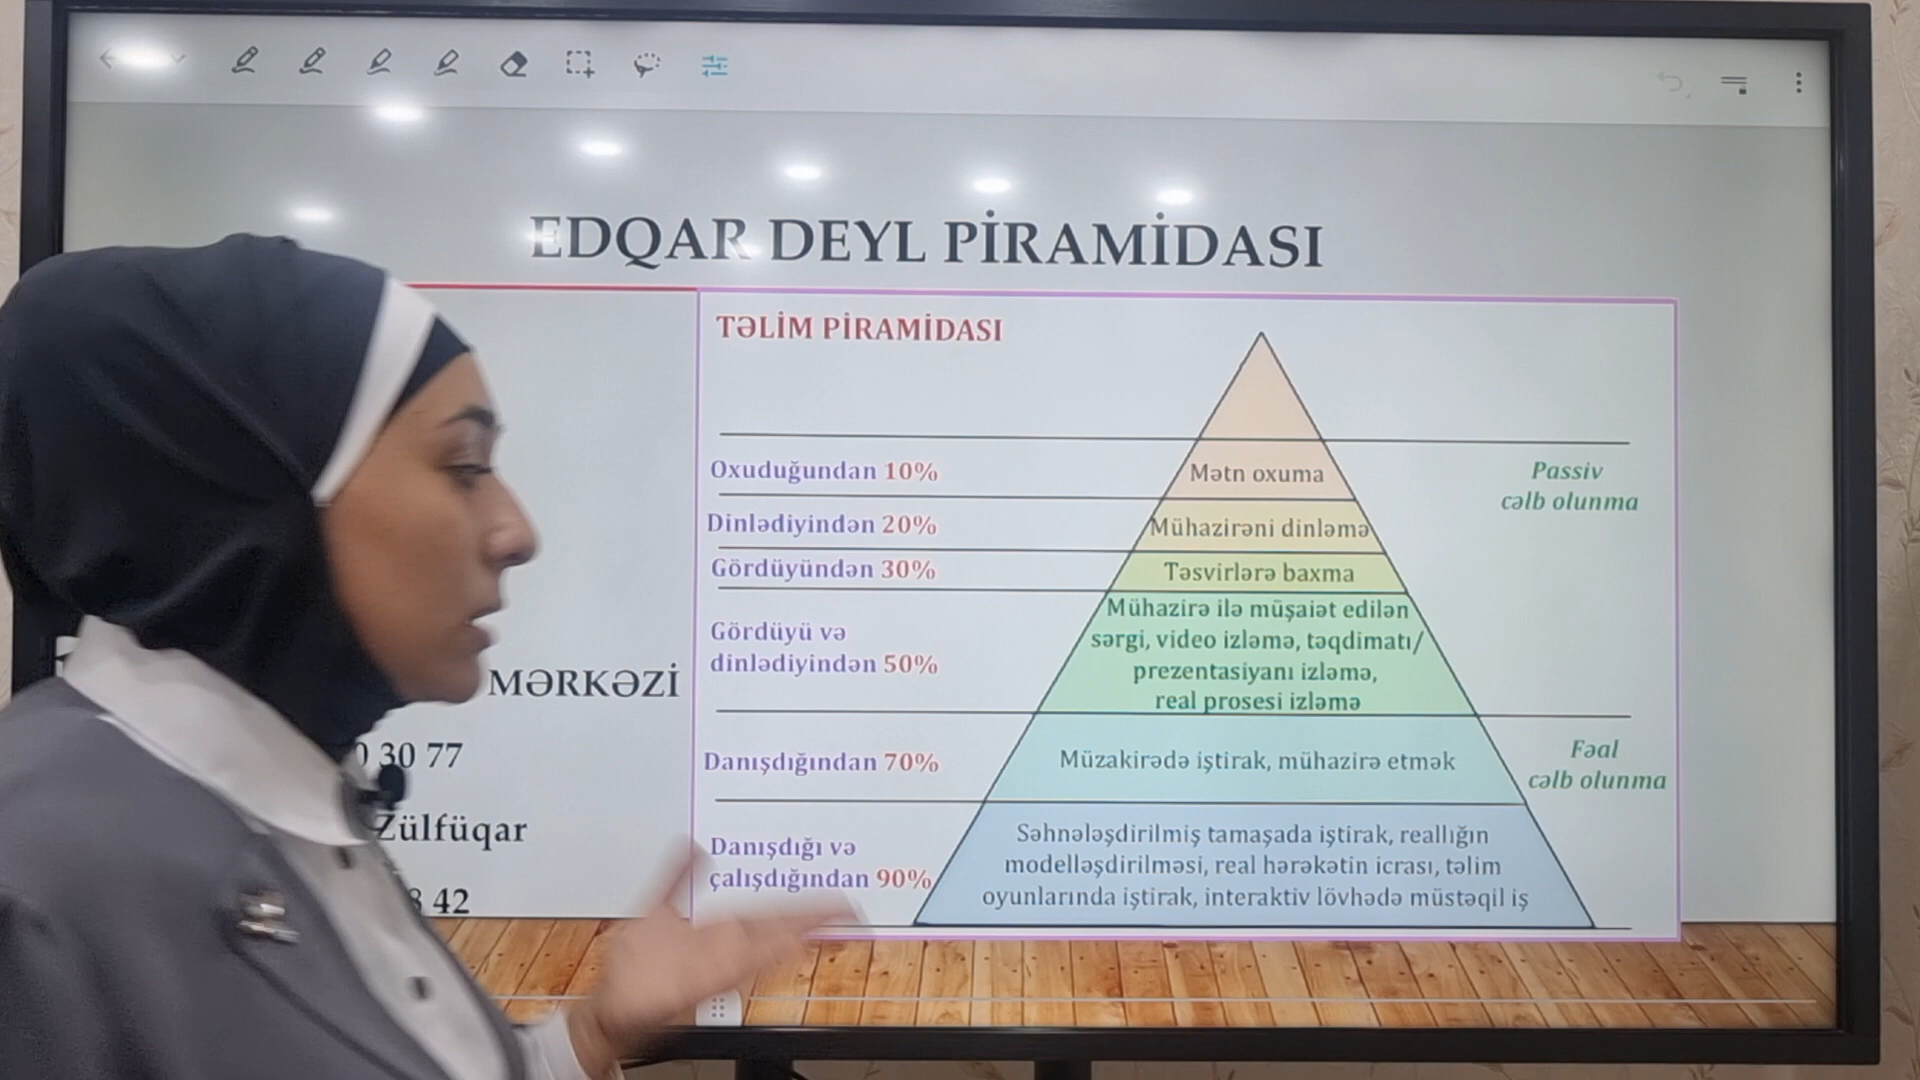 EDQAR DEYL PİRAMİDASI
MƏRKƏZİ
30 77
Zülfüqar
42
TƏLİM PİRAMİDASI
Oxuduğundan 10%
Mətn oxuma
Passiv
cəlb olunma
Dinlədiyindən 20%
Mühazirəni dinləmə
Gördüyündən 30%
Təsvirlərə baxma
Gördüyü və
dinlədiyindən 50%
Mühazirə ilə müşaiət edilən
sərgi, video izləmə, təqdimatı/
prezentasiyanı izləmə,
real prosesi izləmə
Danışdığından 70%
Müzakirədə iştirak, mühazirə etmək
Fəal
cəlb olunma
Danışdığı və
çalışdığından 90%
Səhnələşdirilmiş tamaşada iştirak, reallığın
modelləşdirilməsi, real hərəkətin icrası, təlim
oyunlarında iştirak, interaktiv lövhədə müstəqil iş